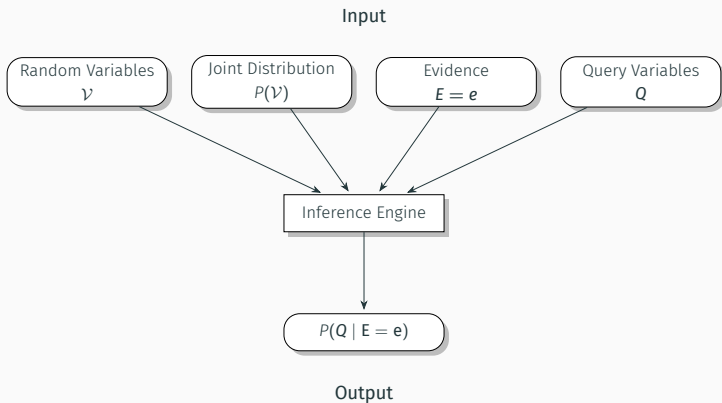 Input
Random Variables
𝒱
Joint Distribution
P(𝒱)
Evidence
E = e
Query Variables
Q
Inference Engine
P(Q | E = e)
Output